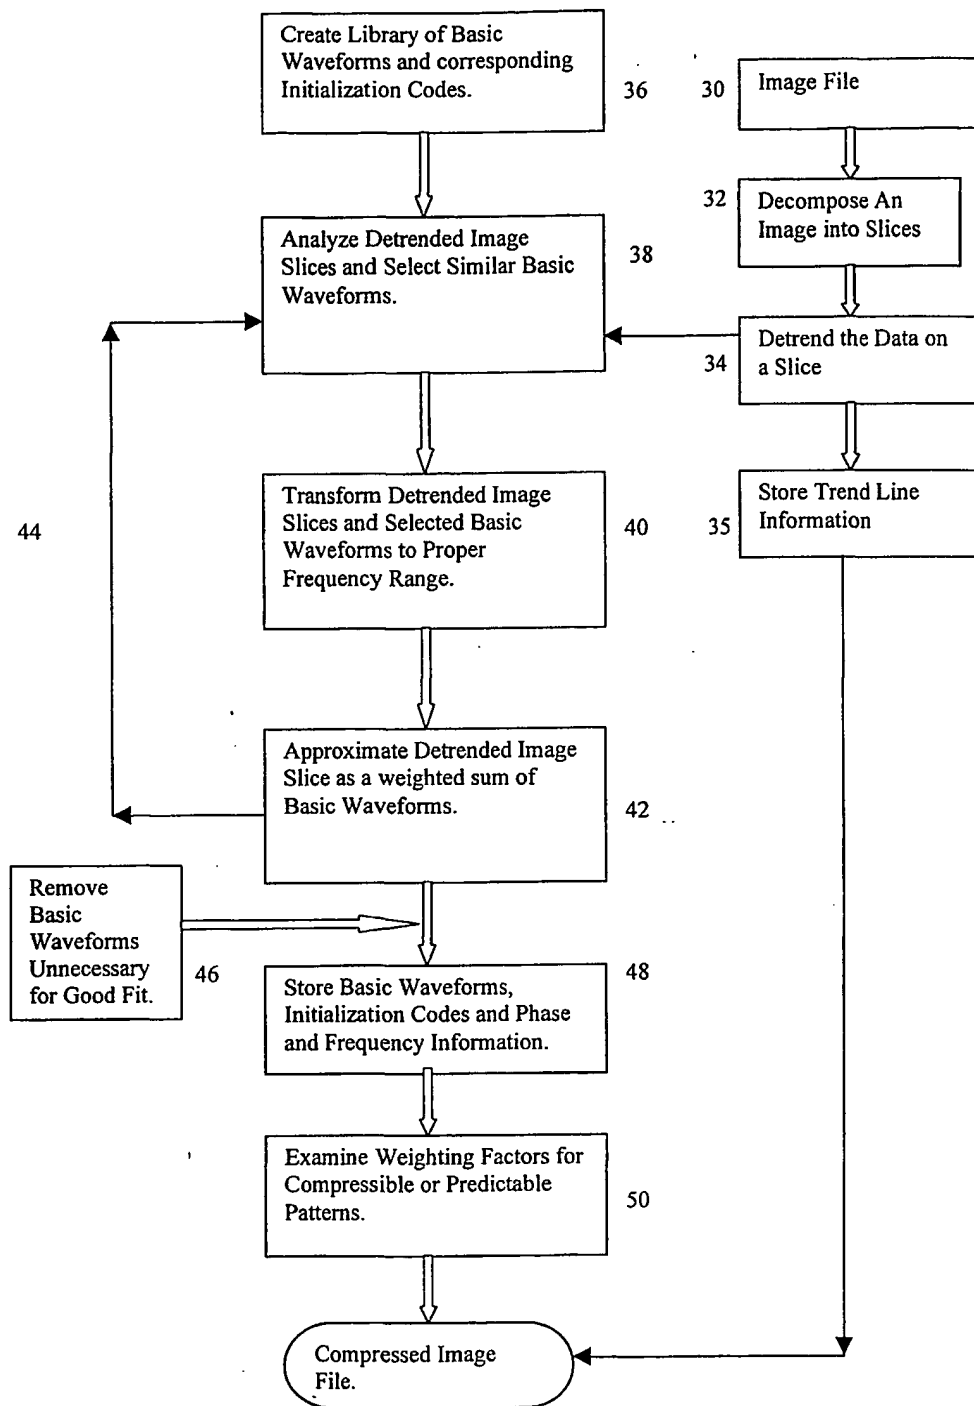 Create Library of Basic
Waveforms and corresponding
Initialization Codes.
36
30
Image File
32
Decompose An
Image into Slices
Analyze Detrended Image
Slices and Select Similar Basic
Waveforms.
38
34
Detrend the Data on
a Slice
Transform Detrended Image
Slices and Selected Basic
Waveforms to Proper
Frequency Range.
40
35
Store Trend Line
Information
44
Approximate Detrended Image
Slice as a weighted sum of
Basic Waveforms.
42
Remove
Basic
Waveforms
Unnecessary
for Good Fit.
46
Store Basic Waveforms,
Initialization Codes and Phase
and Frequency Information.
48
Examine Weighting Factors for
Compressible or Predictable
Patterns.
50
Compressed Image
File.